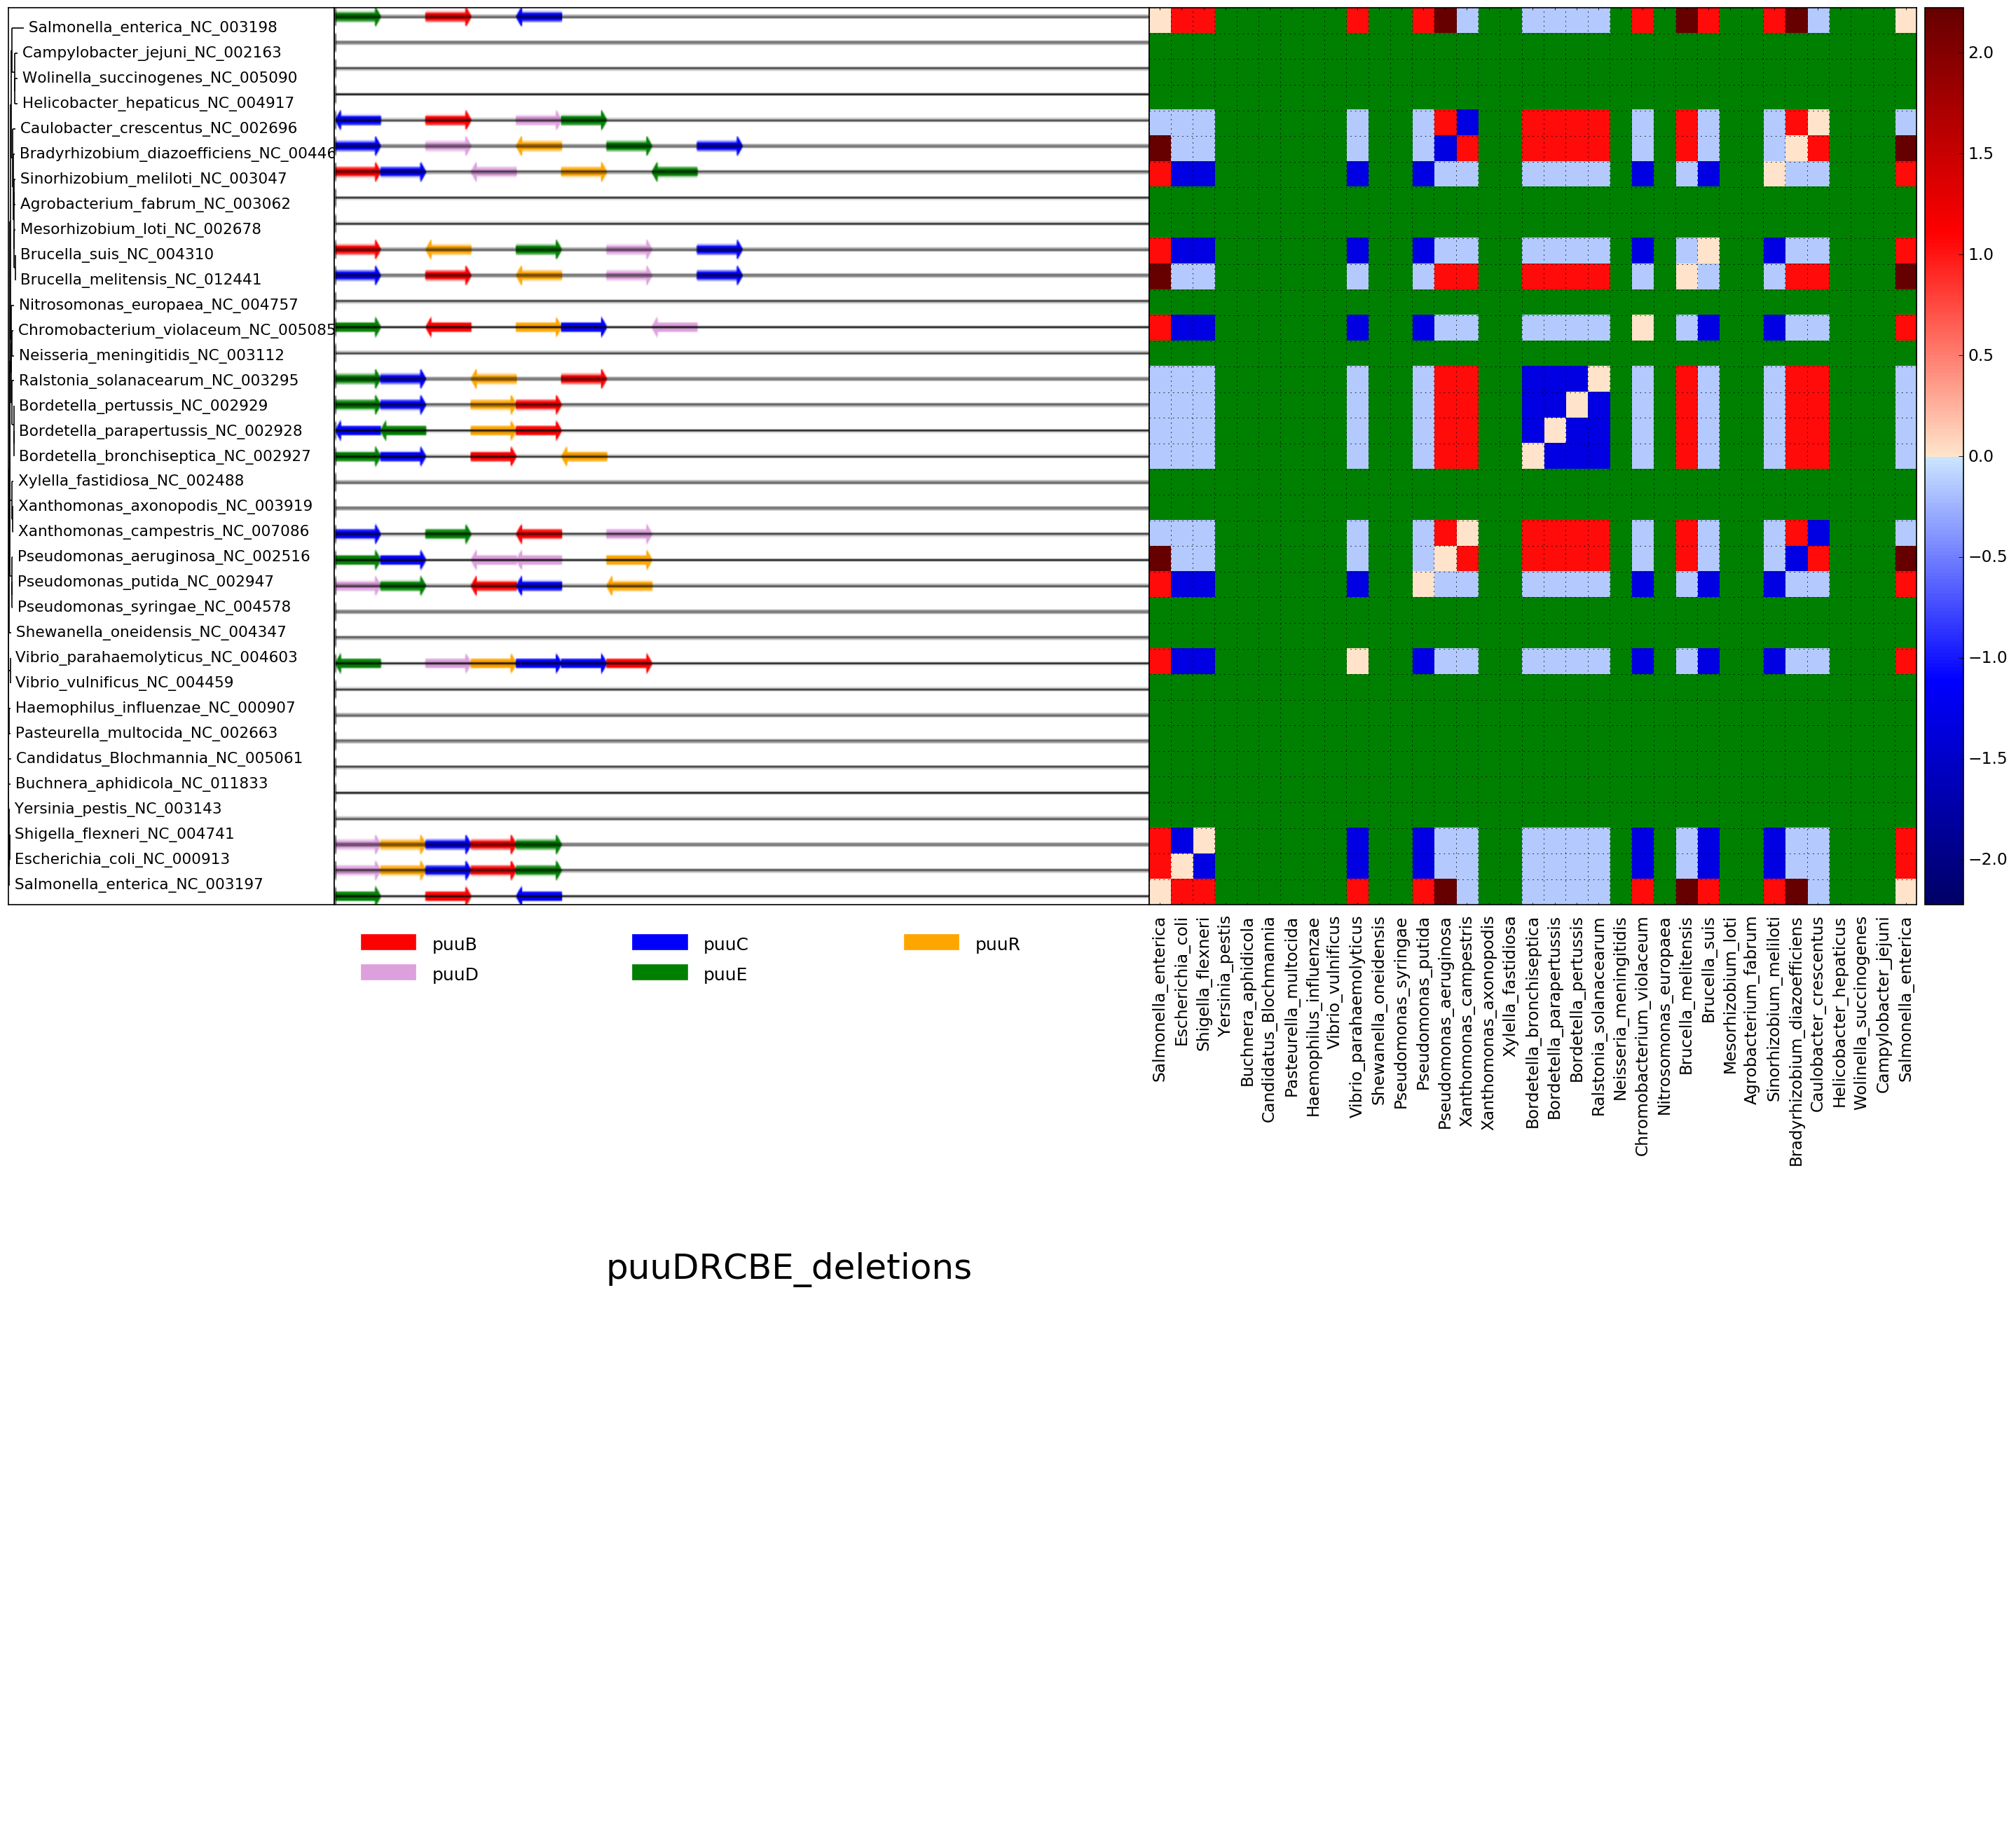 Salmonella_enterica_NC_003198
Campylobacter_jejuni_NC_002163
Wolinella_succinogenes_NC_005090
Helicobacter_hepaticus_NC_004917
Caulobacter_crescentus_NC_002696
Bradyrhizobium_diazoefficiens_NC_00446
Sinorhizobium_meliloti_NC_003047
Agrobacterium_fabrum_NC_003062
Mesorhizobium_loti_NC_002678
Brucella_suis_NC_004310
Brucella_melitensis_NC_012441
Nitrosomonas_europaea_NC_004757
Chromobacterium_violaceum_NC_005085
Neisseria_meningitidis_NC_003112
Ralstonia_solanacearum_NC_003295
Bordetella_pertussis_NC_002929
Bordetella_parapertussis_NC_002928
Bordetella_bronchiseptica_NC_002927
Xylella_fastidiosa_NC_002488
Xanthomonas_axonopodis_NC_003919
Xanthomonas_campestris_NC_007086
Pseudomonas_aeruginosa_NC_002516
Pseudomonas_putida_NC_002947
Pseudomonas_syringae_NC_004578
Shewanella_oneidensis_NC_004347
Vibrio_parahaemolyticus_NC_004603
Vibrio_vulnificus_NC_004459
Haemophilus_influenzae_NC_000907
Pasteurella_multocida_NC_002663
Candidatus_Blochmannia_NC_005061
Buchnera_aphidicola_NC_011833
Yersinia_pestis_NC_003143
Shigella_flexneri_NC_004741
Escherichia_coli_NC_000913
Salmonella_enterica_NC_003197
2.0
1.5
1.0
0.5
0.0
−0.5
−1.0
−1.5
−2.0
puuB
puuC
puuR
puuD
puuE
Salmonella_enterica
Escherichia_coli
Shigella_flexneri
Yersinia_pestis
Buchnera_aphidicola
Candidatus_Blochmannia
Pasteurella_multocida
Haemophilus_influenzae
Vibrio_vulnificus
Vibrio_parahaemolyticus
Shewanella_oneidensis
Pseudomonas_syringae
Pseudomonas_putida
Pseudomonas_aeruginosa
Xanthomonas_campestris
Xanthomonas_axonopodis
Xylella_fastidiosa
Bordetella_bronchiseptica
Bordetella_parapertussis
Bordetella_pertussis
Ralstonia_solanacearum
Neisseria_meningitidis
Chromobacterium_violaceum
Nitrosomonas_europaea
Brucella_melitensis
Brucella_suis
Mesorhizobium_loti
Agrobacterium_fabrum
Sinorhizobium_meliloti
Bradyrhizobium_diazoefficiens
Caulobacter_crescentus
Helicobacter_hepaticus
Wolinella_succinogenes
Campylobacter_jejuni
Salmonella_enterica
puuDRCBE_deletions